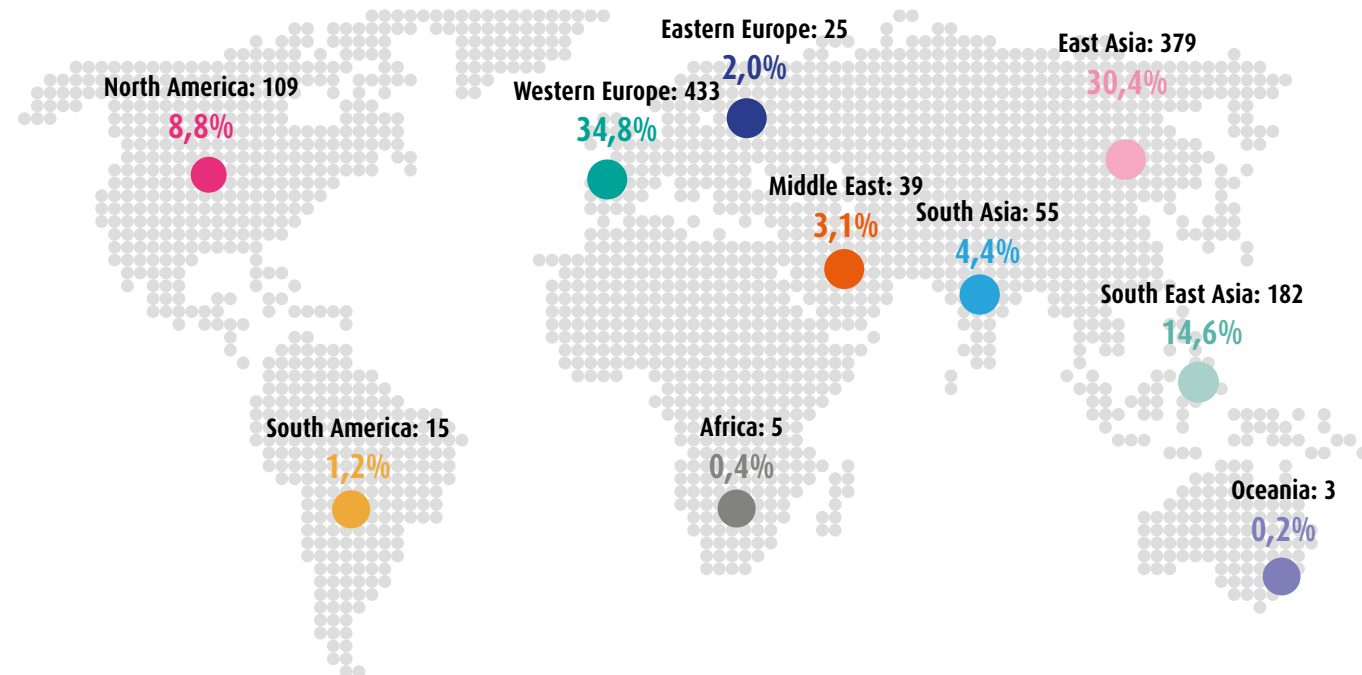 Eastern Europe: 25
2,0%
East Asia: 379
30,4%
North America: 109
8,8%
Western Europe: 433
34,8%
Middle East: 39
3,1%
South Asia: 55
4,4%
South East Asia: 182
14,6%
South America: 15
1,2%
Africa: 5
0,4%
Oceania: 3
0,2%